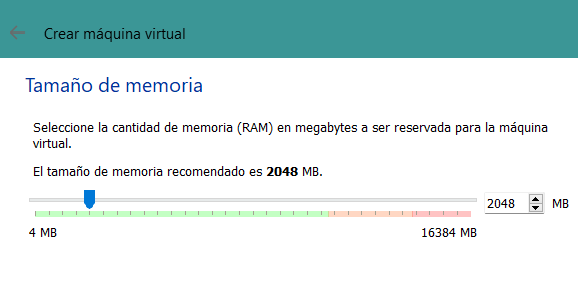 Crear máquina virtual
Tamaño de memoria
Seleccione la cantidad de memoria (RAM) en megabytes a ser reservada para la máquina
virtual.
El tamaño de memoria recomendado es 2048 MB.
2048 MB
4 MB 16384 MB